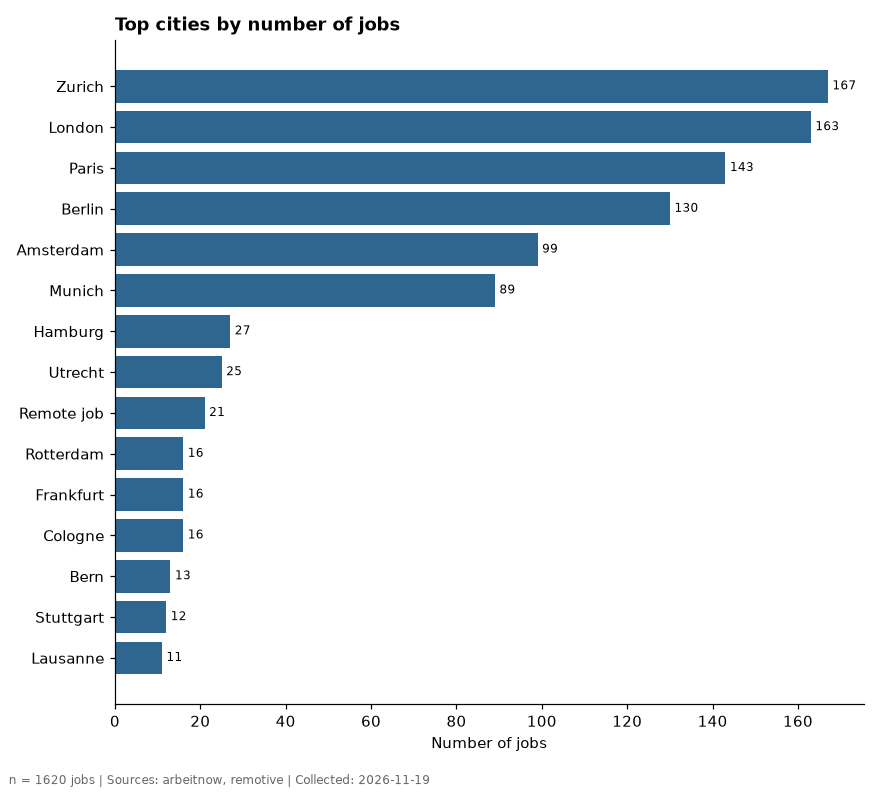 Top cities by number of jobs
Zurich 167
London 163
Paris 143
Berlin 130
Amsterdam 99
Munich 89
Hamburg 27
Utrecht 25
Remote job 21
Rotterdam 16
Frankfurt 16
Cologne 16
Bern 13
Stuttgart 12
Lausanne 11
0 20 40 60 80 100 120 140 160
Number of jobs
n = 1620 jobs | Sources: arbeitnow, remotive | Collected: 2026-11-19